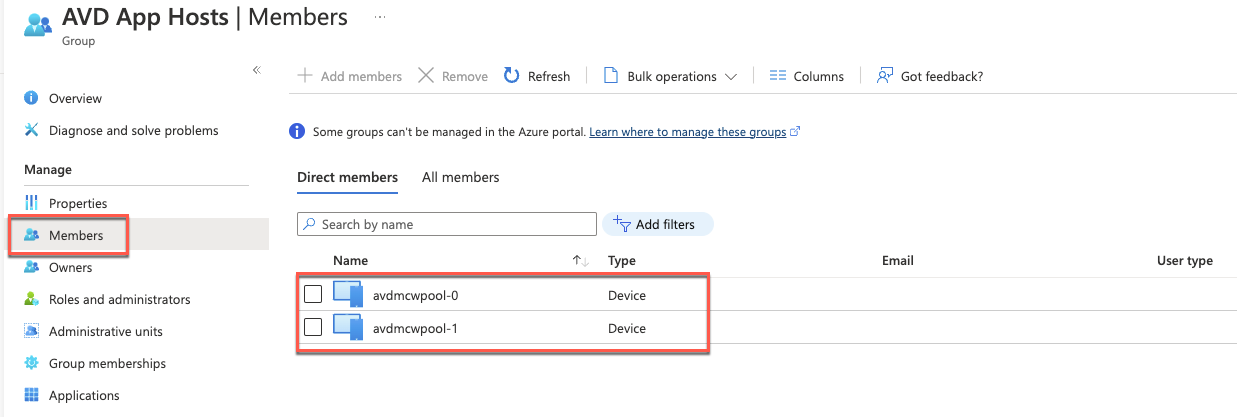 AVD App Hosts | Members ...
Group
«
Add members Remove Refresh Bulk operations Columns Got feedback?
Overview
Diagnose and solve problems
Some groups can't be managed in the Azure portal. Learn where to manage these groups
Manage
Direct members All members
Properties
Search by name Add filters
Members
Name Type Email User type
Owners
avdmcwpool-0 Device
Roles and administrators
avdmcwpool-1 Device
Administrative units
Group memberships
Applications